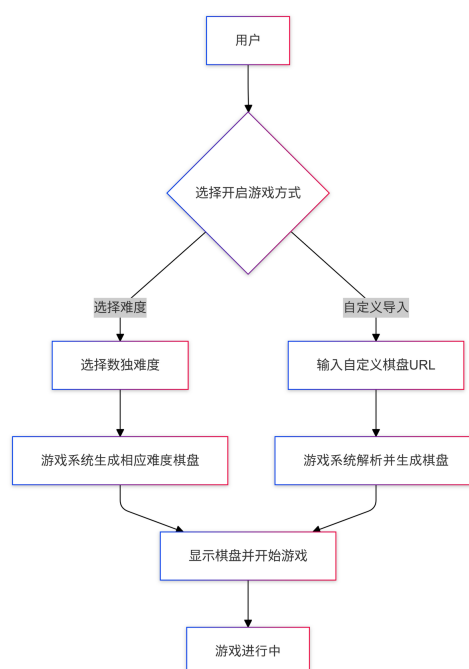 用户
选择开启游戏方式
选择难度
自定义导入
选择数独难度
输入自定义棋盘URL
游戏系统生成相应难度棋盘
游戏系统解析并生成棋盘
显示棋盘并开始游戏
游戏进行中